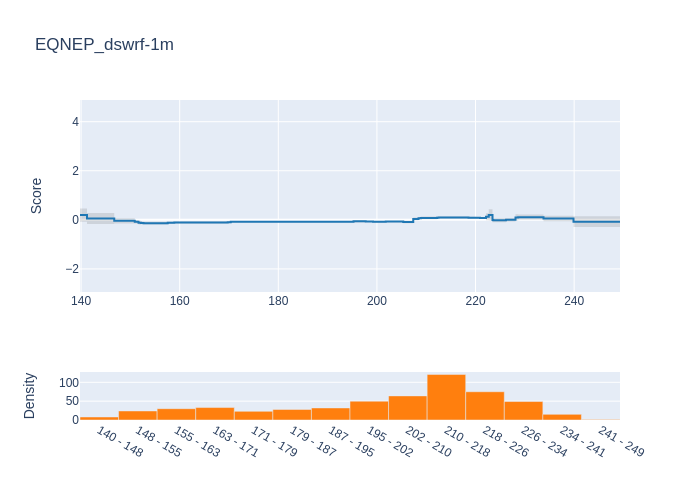 EQNEP_dswrf-1m
Score
4
2
0
−2
140 160 180 200 220 240
Density
100
50
0
140 - 148
148 - 155
155 - 163
163 - 171
171 - 179
179 - 187
187 - 195
195 - 202
202 - 210
210 - 218
218 - 226
226 - 234
234 - 241
241 - 249